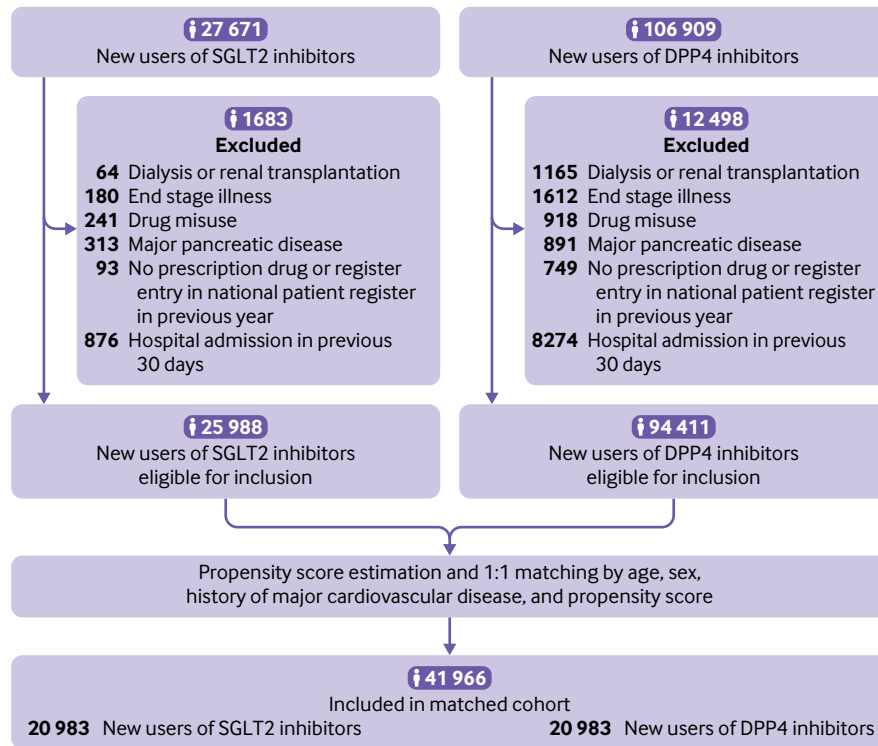 27 671
New users of SGLT2 inhibitors
106 909
New users of DPP4 inhibitors
1683
Excluded
64 Dialysis or renal transplantation
180 End stage illness
241 Drug misuse
313 Major pancreatic disease
93 No prescription drug or register
entry in national patient register
in previous year
876 Hospital admission in previous
30 days
12 498
Excluded
1165 Dialysis or renal transplantation
1612 End stage illness
918 Drug misuse
891 Major pancreatic disease
749 No prescription drug or register
entry in national patient register
in previous year
8274 Hospital admission in previous
30 days
25 988
New users of SGLT2 inhibitors
eligible for inclusion
94 411
New users of DPP4 inhibitors
eligible for inclusion
Propensity score estimation and 1:1 matching by age, sex,
history of major cardiovascular disease, and propensity score
41 966
Included in matched cohort
20 983 New users of SGLT2 inhibitors
20 983 New users of DPP4 inhibitors